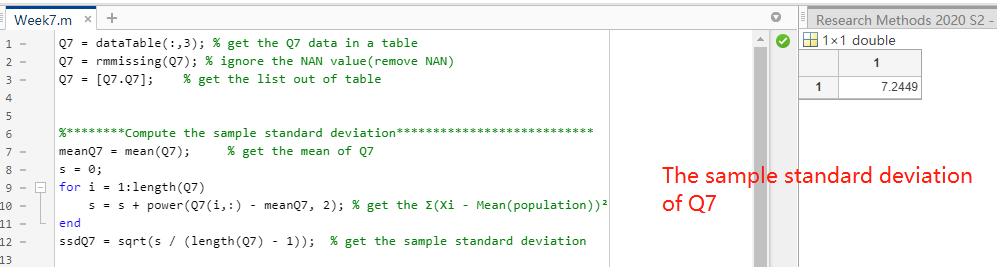 Week7.m × +
Research Methods 2020 S2 -
1 - Q7 = dataTable(:,3); % get the Q7 data in a table
2 - Q7 = rmmissing(Q7); % ignore the NAN value(remove NAN)
3 - Q7 = [Q7.Q7]; % get the list out of table
4
5
6 %********Compute the sample standard deviation****************************
7 - meanQ7 = mean(Q7); % get the mean of Q7
8 - s = 0;
9 - for i = 1:length(Q7)
10 - s = s + power(Q7(i,:) - meanQ7, 2); % get the Σ(Xi - Mean(population))²
11 - end
12 - ssdQ7 = sqrt(s / (length(Q7) - 1)); % get the sample standard deviation
13
1×1 double
1
1 7.2449
The sample standard deviation
of Q7